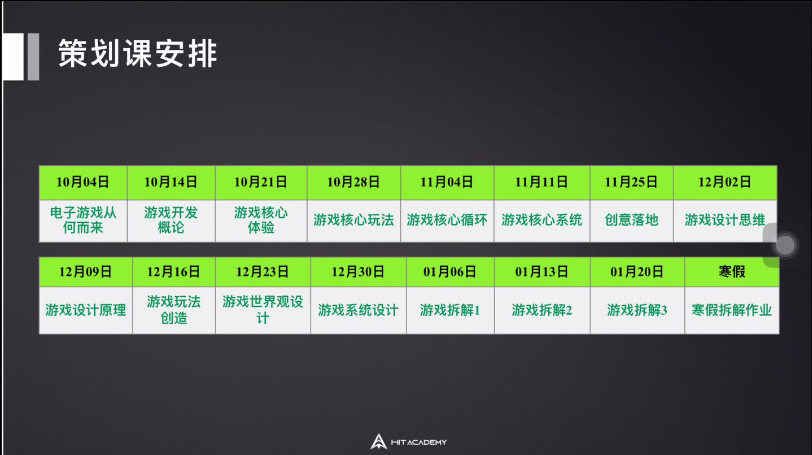 策划课安排
10月04日 10月14日 10月21日 10月28日 11月04日 11月11日 11月25日 12月02日
电子游戏从 游戏开发 游戏核心 游戏核心玩法 游戏核心循环 游戏核心系统 创意落地 游戏设计思维
何而来 概论 体验
12月09日 12月16日 12月23日 12月30日 01月06日 01月13日 01月20日 寒假
游戏设计原理 游戏玩法 游戏世界观设 游戏系统设计 游戏拆解1 游戏拆解2 游戏拆解3 寒假拆解作业
创造 计
HIT ACADEMY